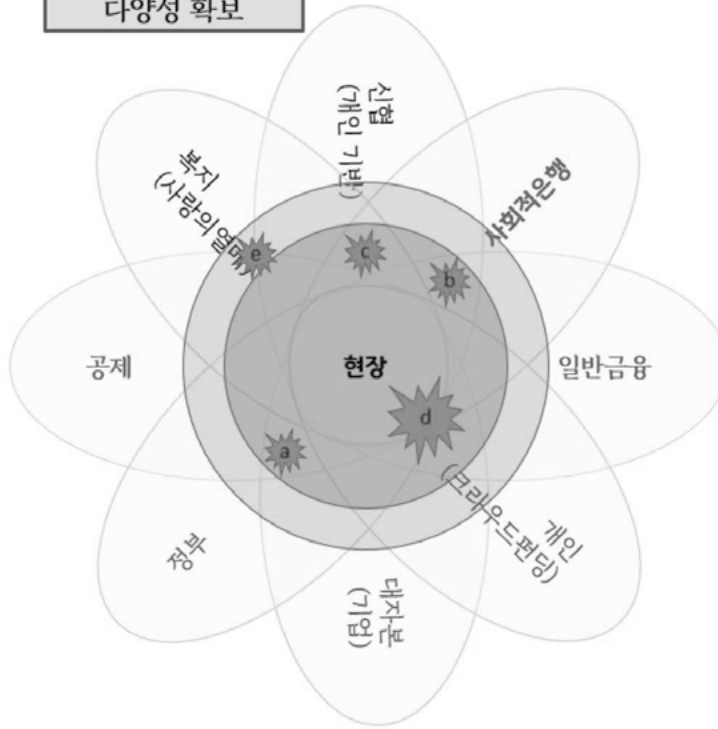 다양성 확보
신협
(개인 기반)
복지
(사랑의열매)
사회적은행
e
c
b
공제
현장
일반금융
d
a
정부
개인
(크라우드펀딩)
대자본
(기업)